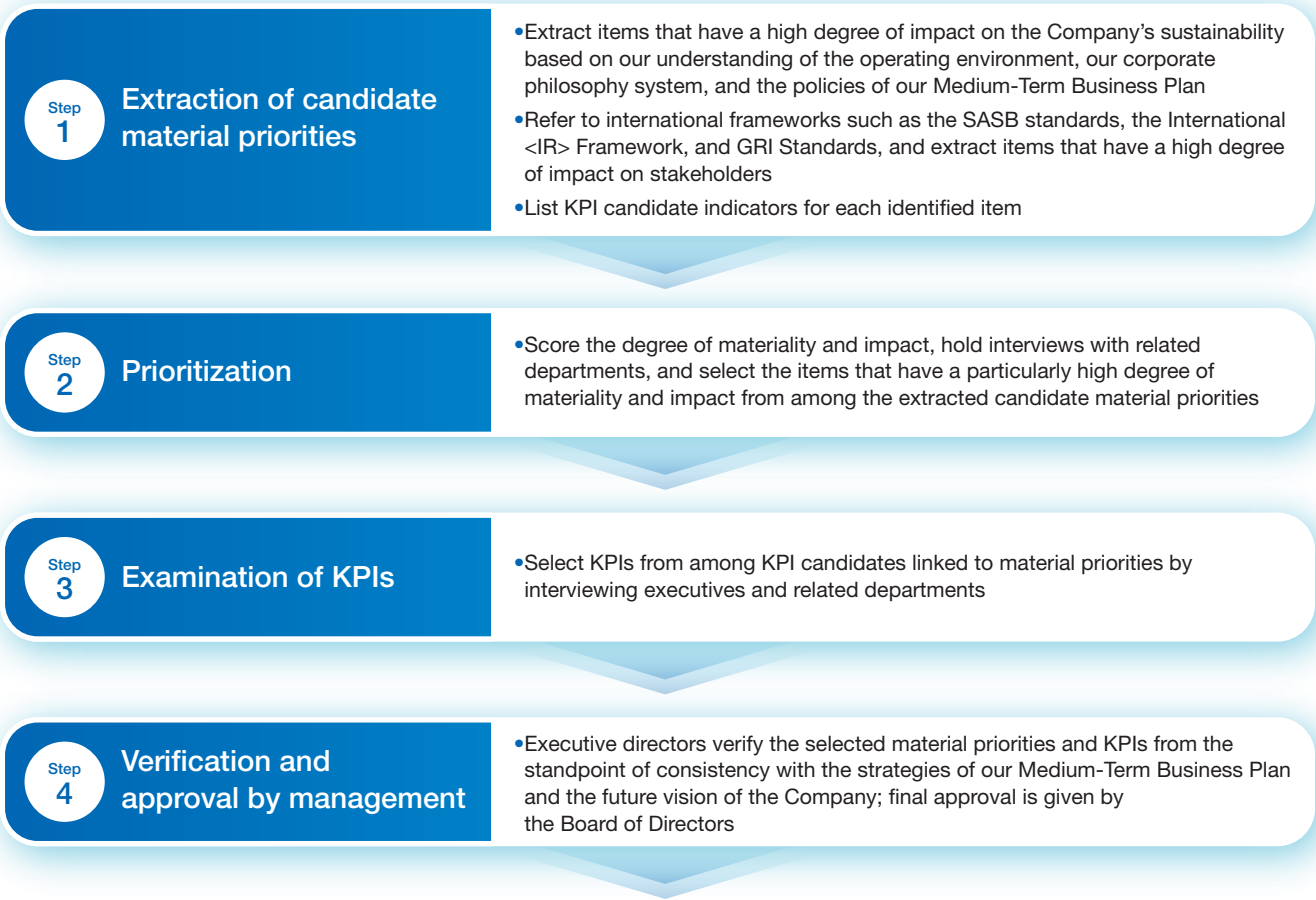 Step
1
Extraction of candidate
material priorities
•Extract items that have a high degree of impact on the Company’s sustainability
based on our understanding of the operating environment, our corporate
philosophy system, and the policies of our Medium-Term Business Plan
•Refer to international frameworks such as the SASB standards, the International
<IR> Framework, and GRI Standards, and extract items that have a high degree
of impact on stakeholders
•List KPI candidate indicators for each identified item
Step
2
Prioritization
•Score the degree of materiality and impact, hold interviews with related
departments, and select the items that have a particularly high degree of
materiality and impact from among the extracted candidate material priorities
Step
3
Examination of KPIs
•Select KPIs from among KPI candidates linked to material priorities by
interviewing executives and related departments
Step
4
Verification and
approval by management
•Executive directors verify the selected material priorities and KPIs from the
standpoint of consistency with the strategies of our Medium-Term Business Plan
and the future vision of the Company; final approval is given by
the Board of Directors